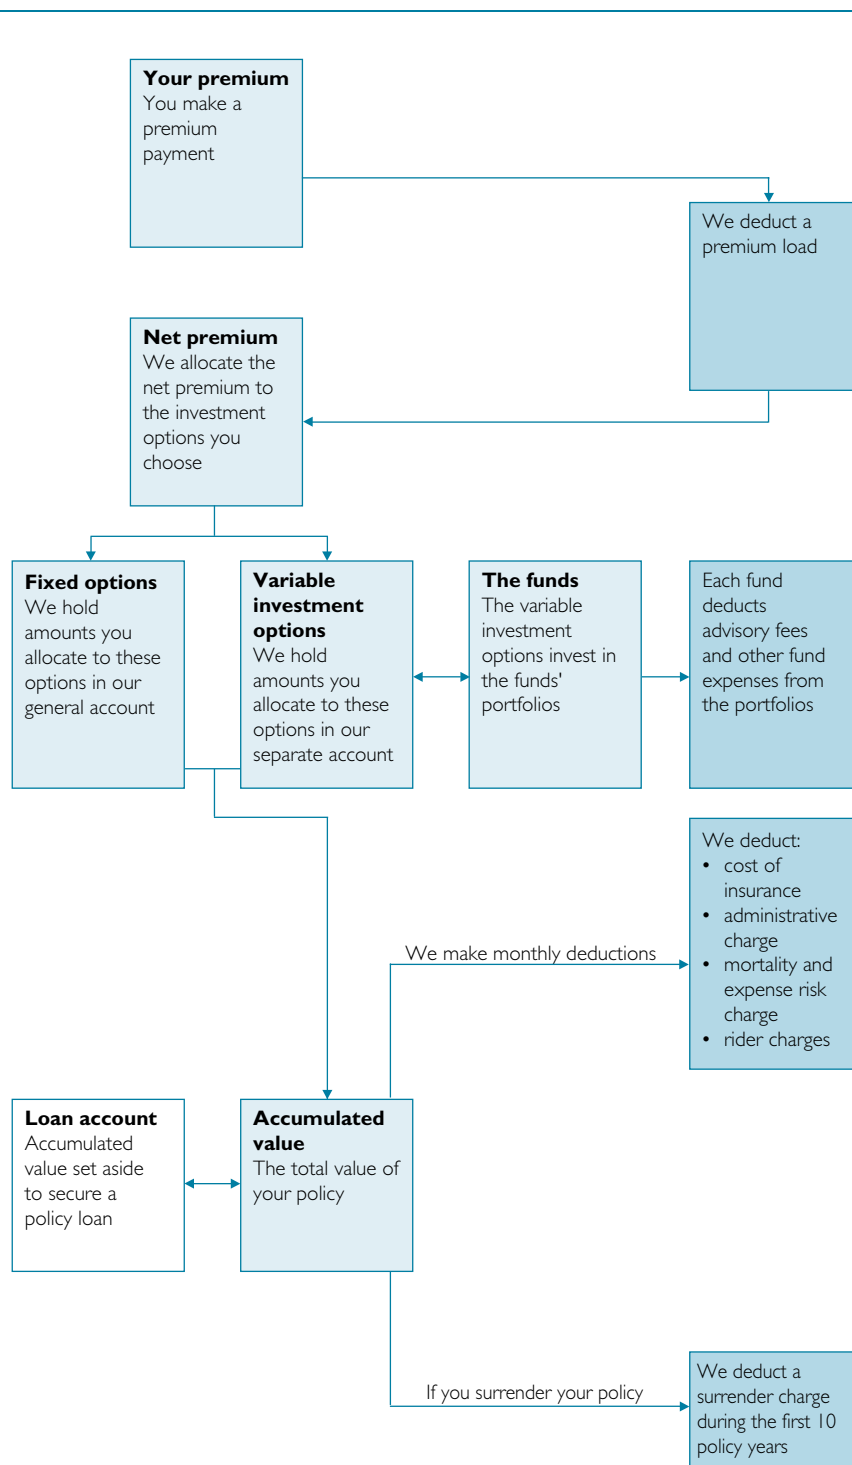 Your premium
You make a
premium
payment
We deduct a
premium load
Net premium
We allocate the
net premium to
the investment
options you
choose
Fixed options
We hold
amounts you
allocate to these
options in our
general account
Variable
investment
options
We hold
amounts you
allocate to these
options in our
separate account
The funds
The variable
investment
options invest in
the funds'
portfolios
Each fund
deducts
advisory fees
and other fund
expenses from
the portfolios
We make monthly deductions
We deduct:
• cost of
insurance
• administrative
charge
• mortality and
expense risk
charge
• rider charges
Loan account
Accumulated
value set aside
to secure a
policy loan
Accumulated
value
The total value of
your policy
If you surrender your policy
We deduct a
surrender charge
during the first 10
policy years